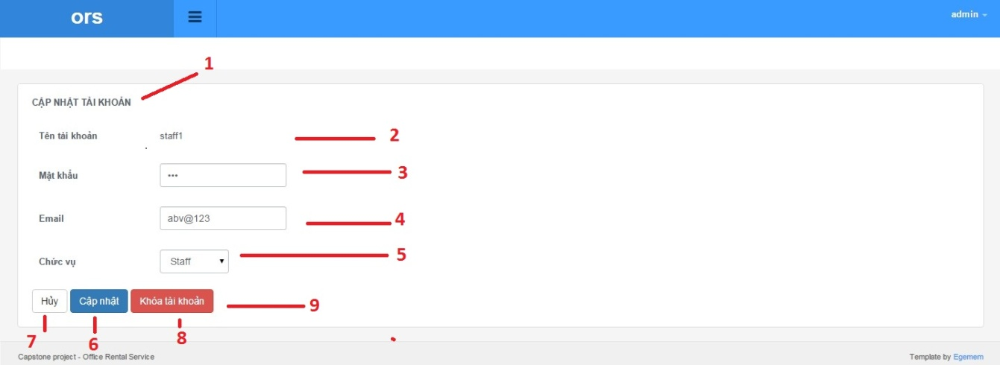 ors
admin
1
CẬP NHẬT TÀI KHOẢN
Tên tài khoản staff1 2
Mật khẩu ••• 3
Email abv@123 4
Chức vụ Staff 5
Hủy Cập nhật Khóa tài khoản 9
7 6 8
Capstone project - Office Rental Service
Template by Egemem